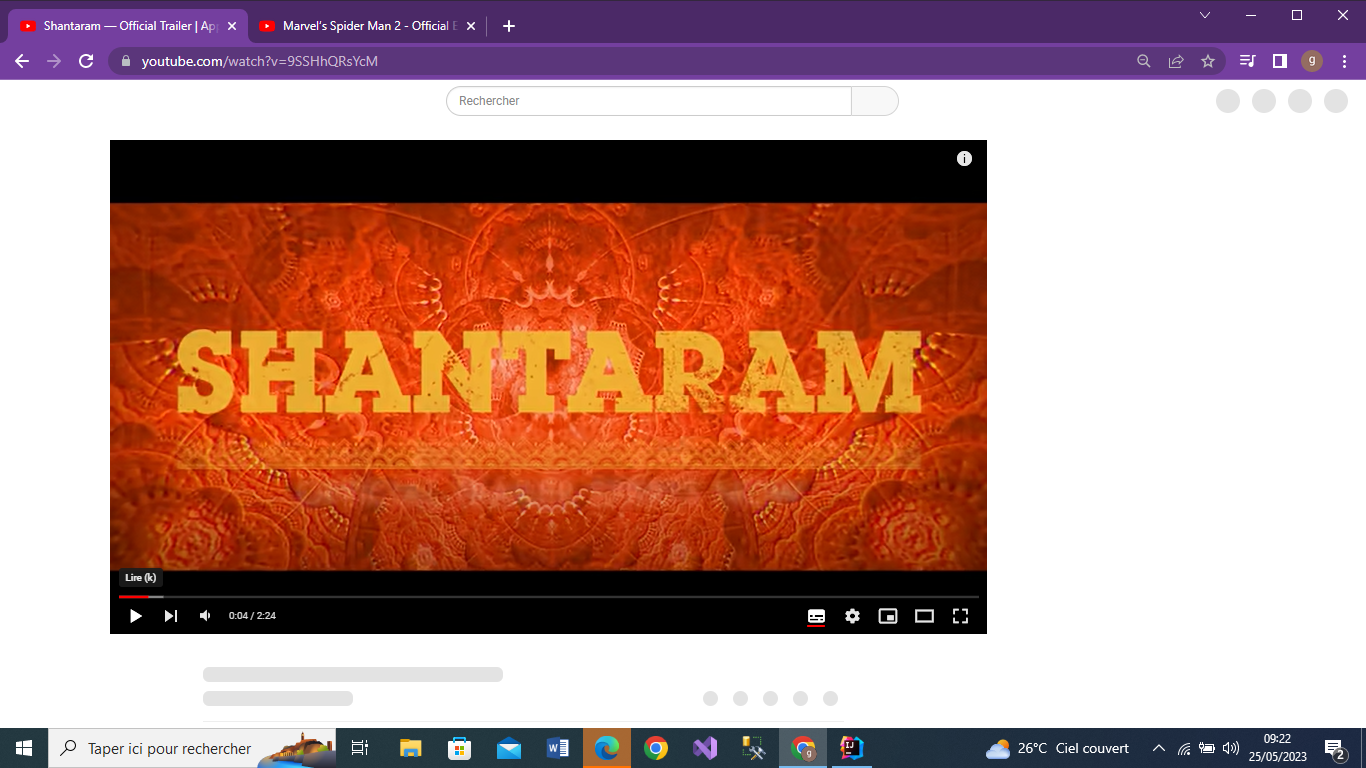 Shantaram — Official Trailer | Ap
Marvel's Spider Man 2 - Official
youtube.com/watch?v=9SSHhQRsYcM
g
Rechercher
SHANTARAM
Lire (k)
0:04 / 2:24
Taper ici pour rechercher
26°C Ciel couvert
09:22
25/05/2023
2